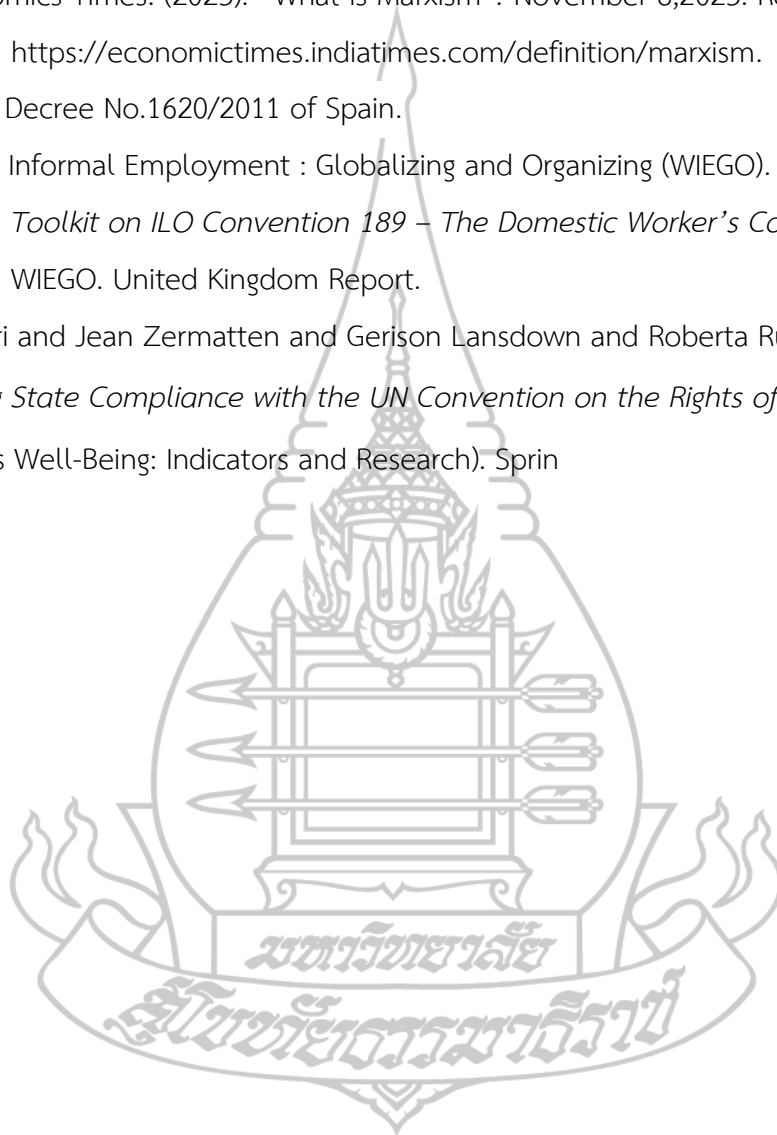 omics Times. (2023). "What is Marxism". November 8,2023.
https://economictimes.indiatimes.com/definition/marxism.
Decree No.1620/2011 of Spain.
Informal Employment : Globalizing and Organizing (WIEGO).
Toolkit on ILO Convention 189 – The Domestic Worker's Co
WIEGO. United Kingdom Report.
ri and Jean Zermatten and Gerison Lansdown and Roberta Ru
g State Compliance with the UN Convention on the Rights of
s Well-Being: Indicators and Research). Sprin
มหาวิทยาลัย
สุโขทัยธรรมาธิราช